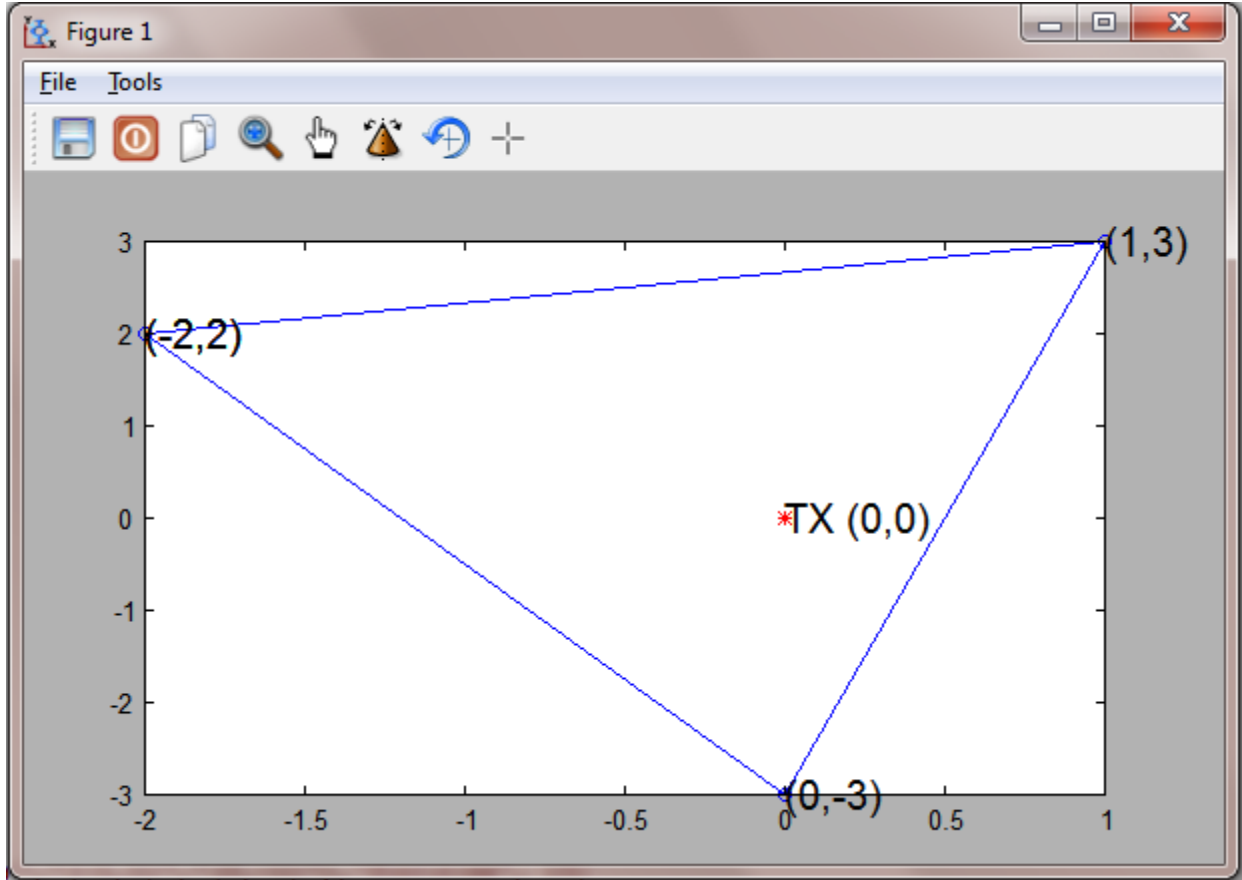 Figure 1
File Tools
3
(1,3)
2
(-2,2)
1
0
TX (0,0)
-1
-2
-3
(0,-3)
-2 -1.5 -1 -0.5 0 0.5 1